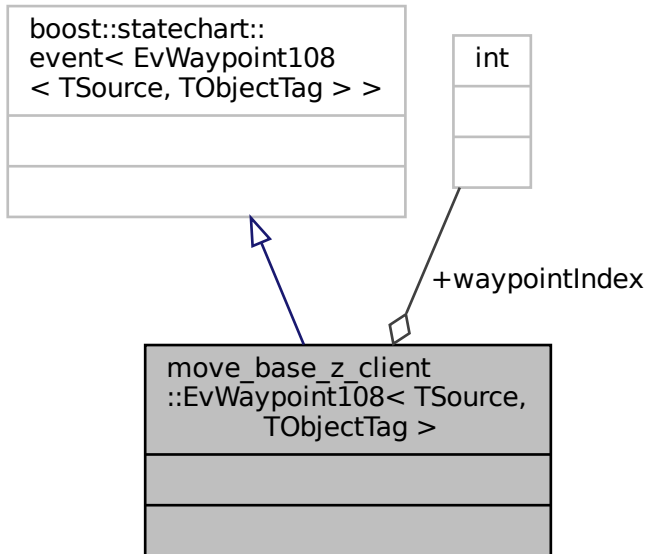 boost::statechart::
event< EvWaypoint108
< TSource, TObjectTag > >
int
+waypointIndex
move_base_z_client
::EvWaypoint108< TSource,
TObjectTag >